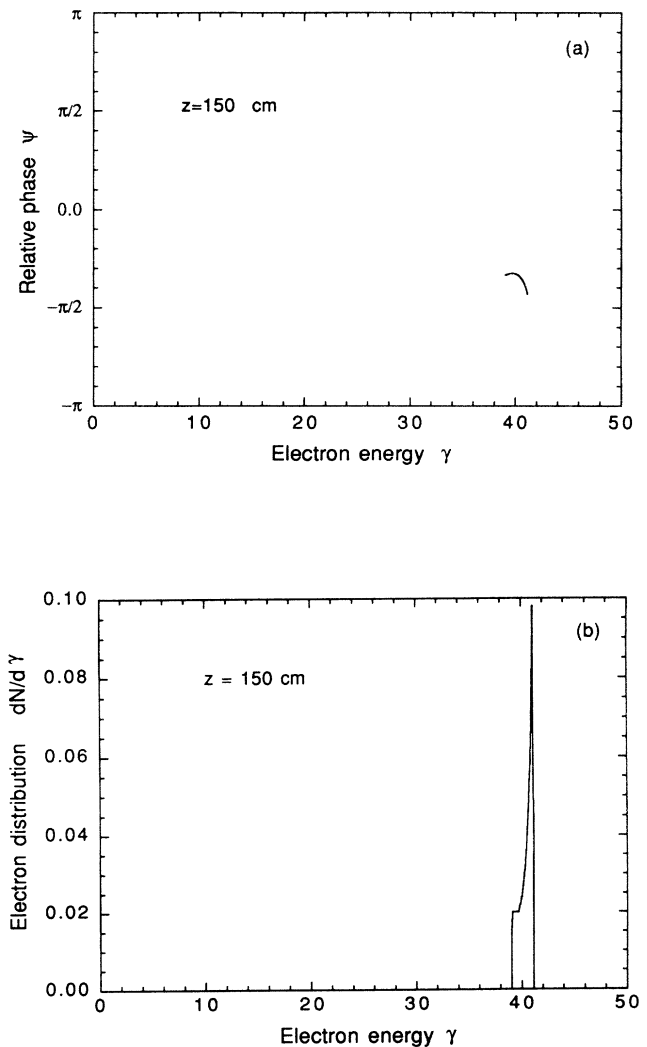 π
(a)
z=150 cm
π/2
Relative phase ψ
0.0
−π/2
−π
0 10 20 30 40 50
Electron energy γ
0.10
(b)
z = 150 cm
0.08
Electron distribution dN/d γ
0.06
0.04
0.02
0.00
0 10 20 30 40 50
Electron energy γ